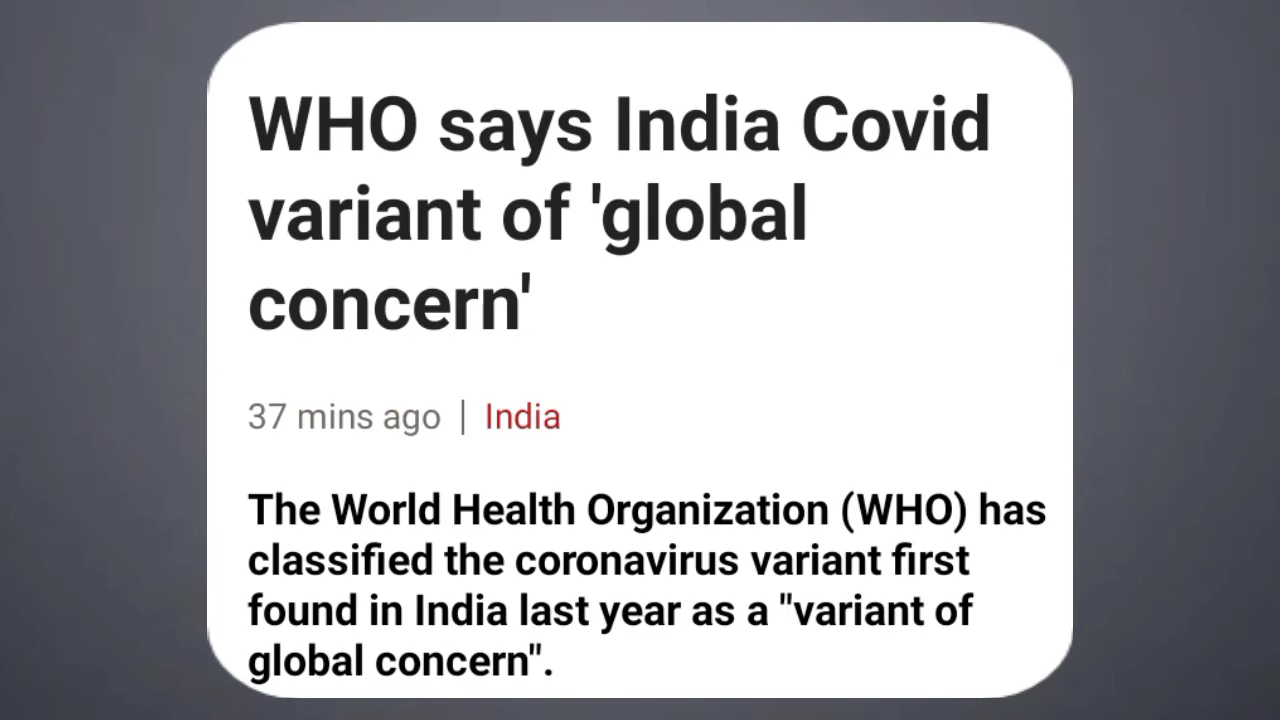 WHO says India Covid
variant of 'global
concern'
37 mins ago | India
The World Health Organization (WHO) has
classified the coronavirus variant first
found in India last year as a "variant of
global concern".